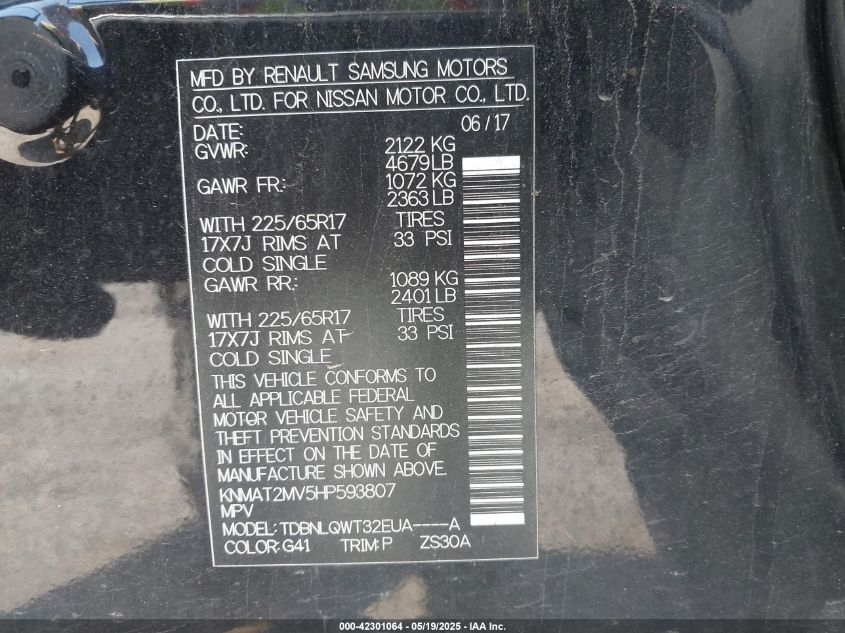 MFD BY RENAULT SAMSUNG MOTORS
CO., LTD. FOR NISSAN MOTOR CO., LTD.
DATE: 06/17
GVWR: 2122 KG
4679LB
GAWR FR: 1072 KG
2363 LB
WITH 225/65R17 TIRES
17X7J RIMS AT 33 PSI
COLD SINGLE
GAWR RR: 1089 KG
2401LB
WITH 225/65R17 TIRES
17X7J RIMS AT 33 PSI
COLD SINGLE
THIS VEHICLE CONFORMS TO
ALL APPLICABLE FEDERAL
MOTOR VEHICLE SAFETY AND
THEFT PREVENTION STANDARDS
IN EFFECT ON THE DATE OF
MANUFACTURE SHOWN ABOVE.
KNMAT2MV5HP593807
MPV
MODEL: TDBNLQWT32EUA----A
COLOR: G41 TRIM: P ZS30A
000-42301064 - 05/19/2025 - IAA Inc.